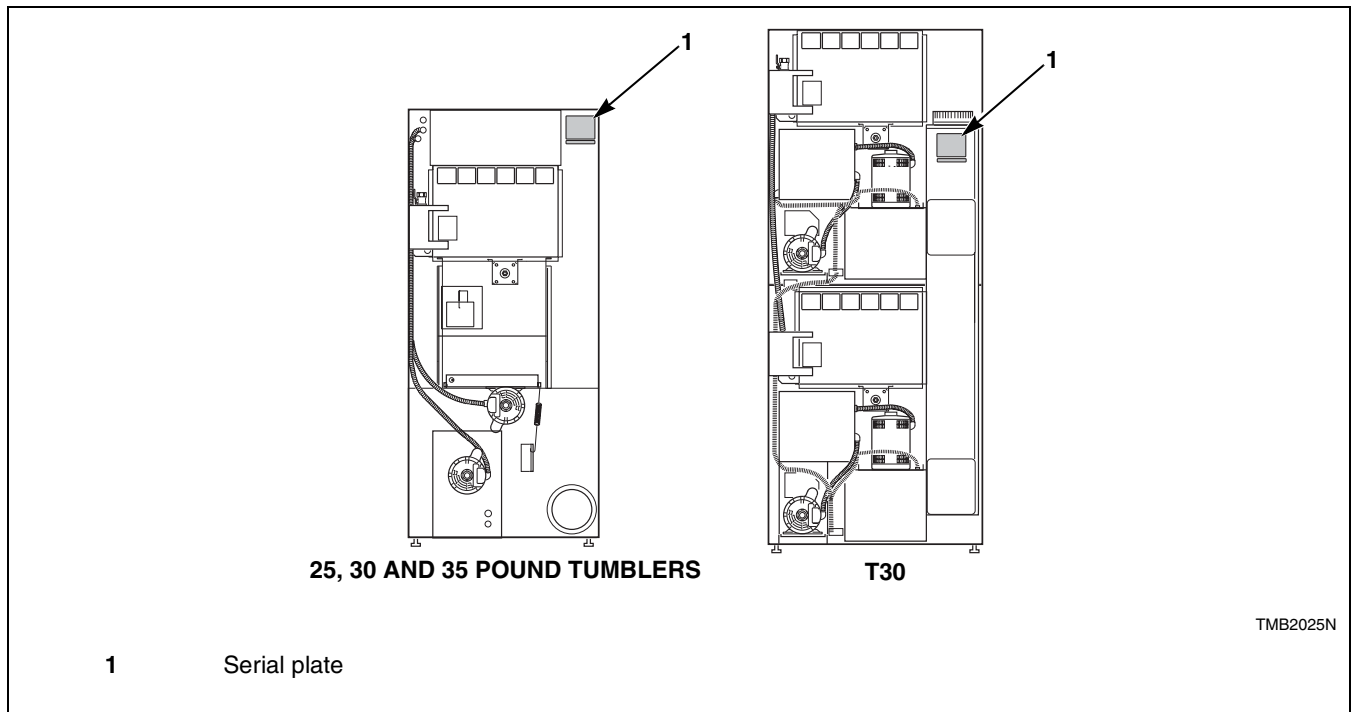 1
1
25, 30 AND 35 POUND TUMBLERS
T30
TMB2025N
1 Serial plate